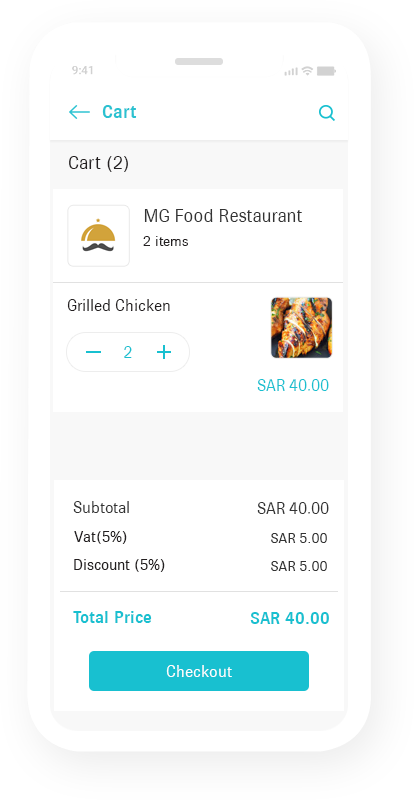 9:41
Cart
Cart (2)
MG Food Restaurant
2 items
Grilled Chicken
2
SAR 40.00
Subtotal SAR 40.00
Vat(5%) SAR 5.00
Discount (5%) SAR 5.00
Total Price SAR 40.00
Checkout